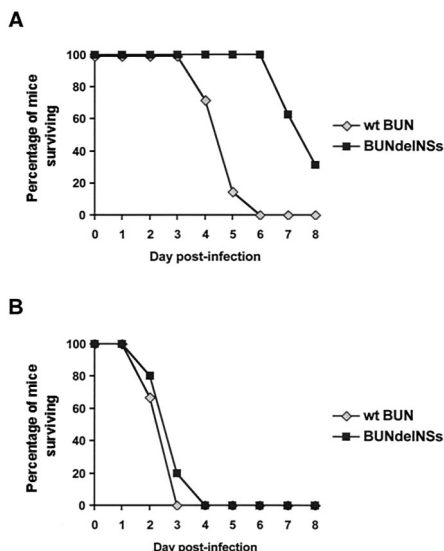 A
Percentage of mice
surviving
100
80
60
40
20
0
0 1 2 3 4 5 6 7 8
Day post-infection
wt BUN
BUNdelNSs
B
Percentage of mice
surviving
100
80
60
40
20
0
0 1 2 3 4 5 6 7 8
Day post-infection
wt BUN
BUNdelNSs